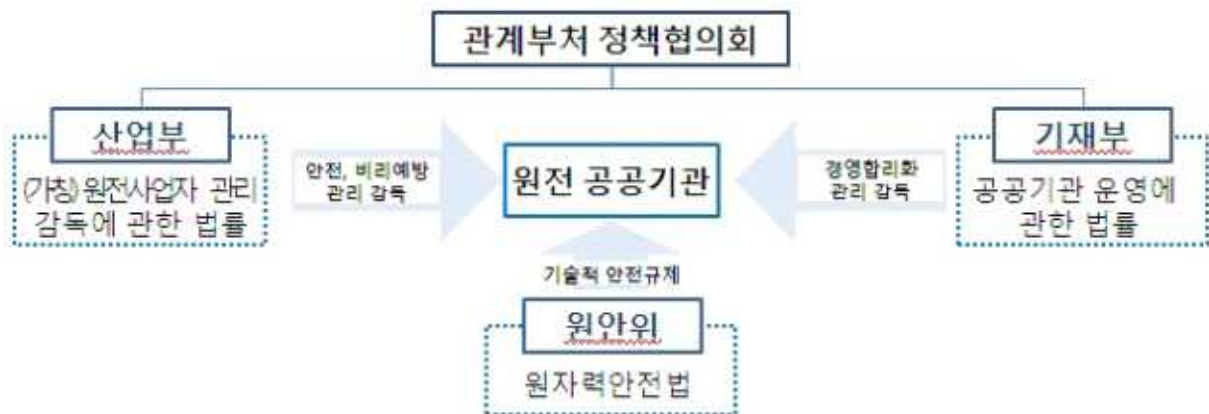 관계부처 정책협의회
산업부
(가칭)원전사업자 관리
감독에 관한 법률
안전, 비리예방
관리 감독
원전 공공기관
경영합리화
관리 감독
기재부
공공기관 운영에
관한 법률
기술적 안전규제
원안위
원자력안전법